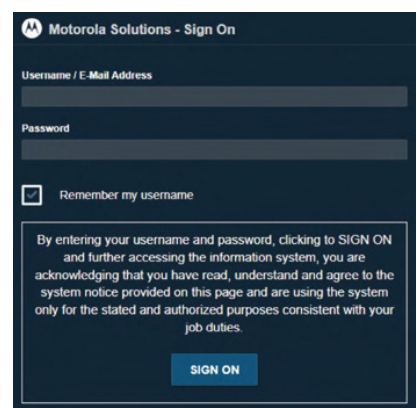 Motorola Solutions - Sign On
Username / E-Mail Address
Password
Remember my username
By entering your username and password, clicking to SIGN ON
and further accessing the information system, you are
acknowledging that you have read, understand and agree to the
system notice provided on this page and are using the system
only for the stated and authorized purposes consistent with your
job duties.
SIGN ON